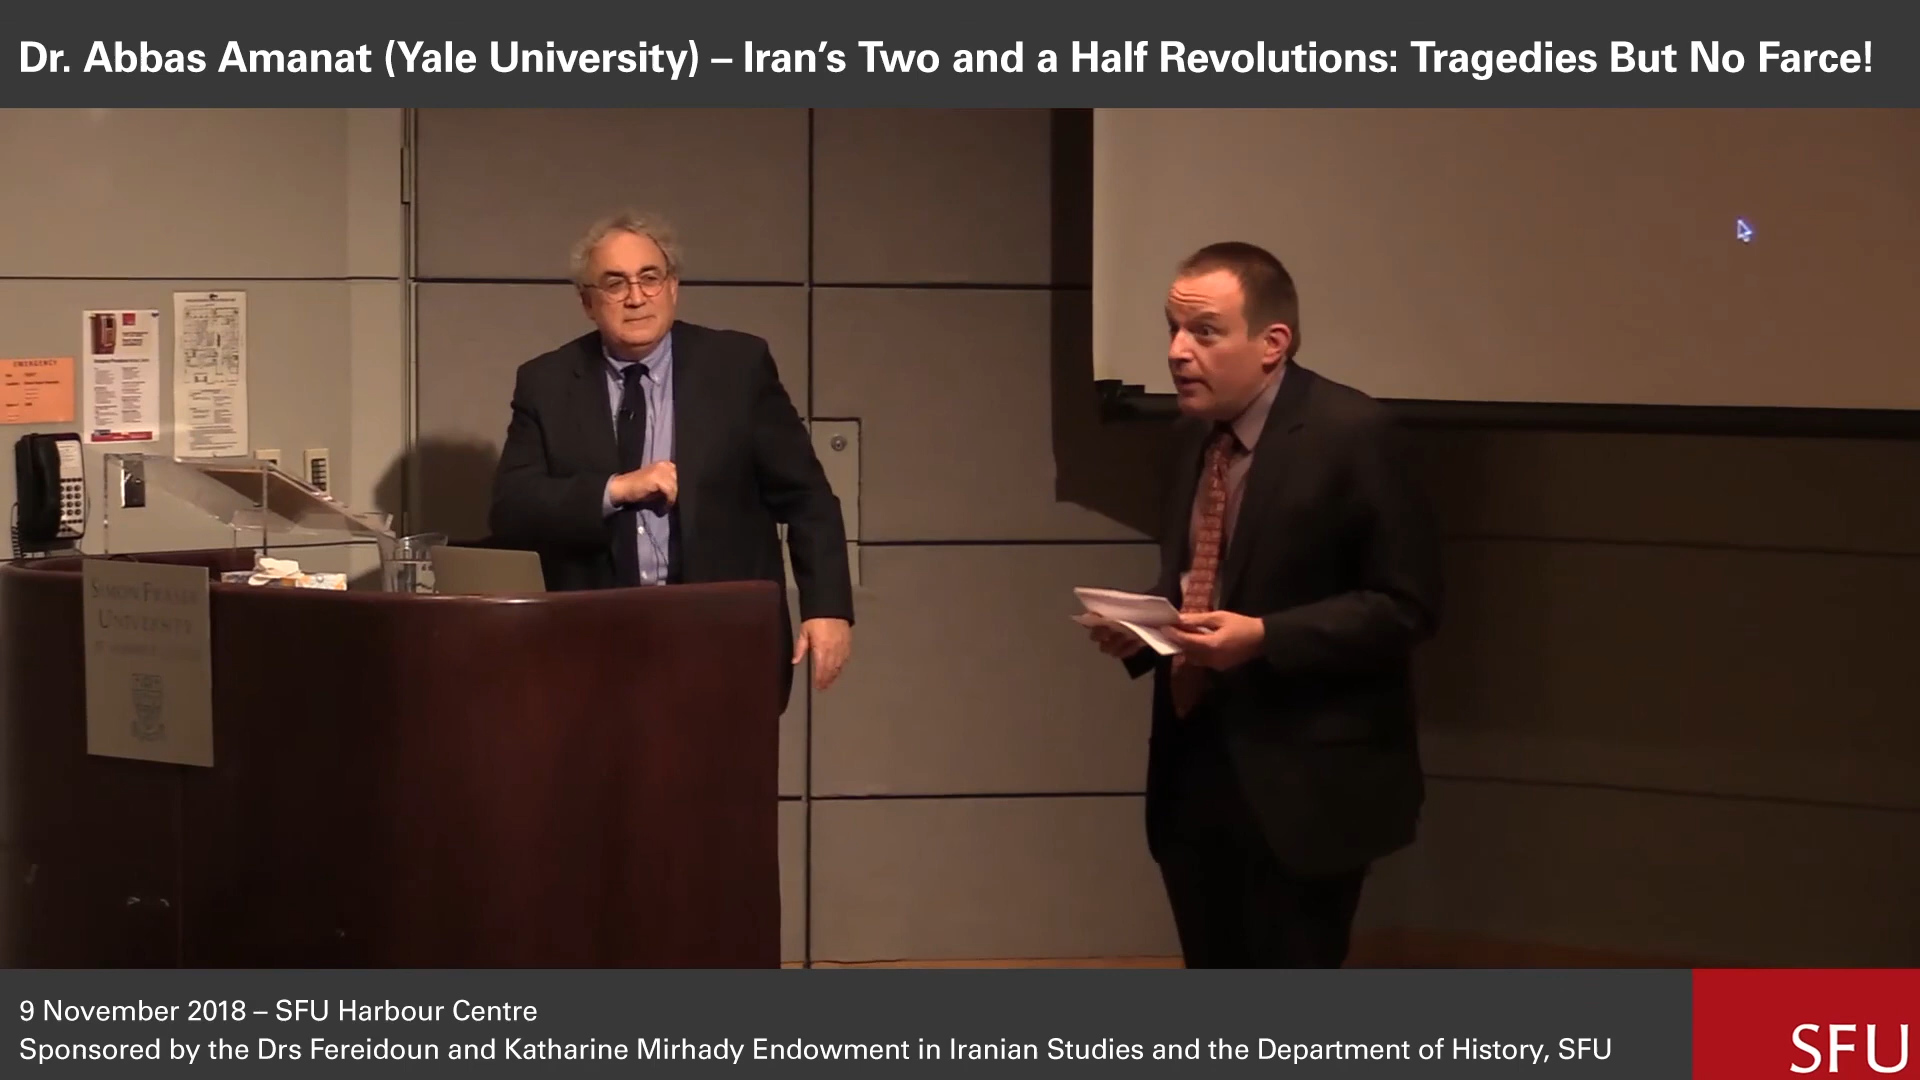 Dr. Abbas Amanat (Yale University) – Iran’s Two and a Half Revolutions: Tragedies But No Farce!
EMERGENCY
SIMON FRASER
UNIVERSITY
9 November 2018 – SFU Harbour Centre
Sponsored by the Drs Fereidoun and Katharine Mirhady Endowment in Iranian Studies and the Department of History, SFU
SFU